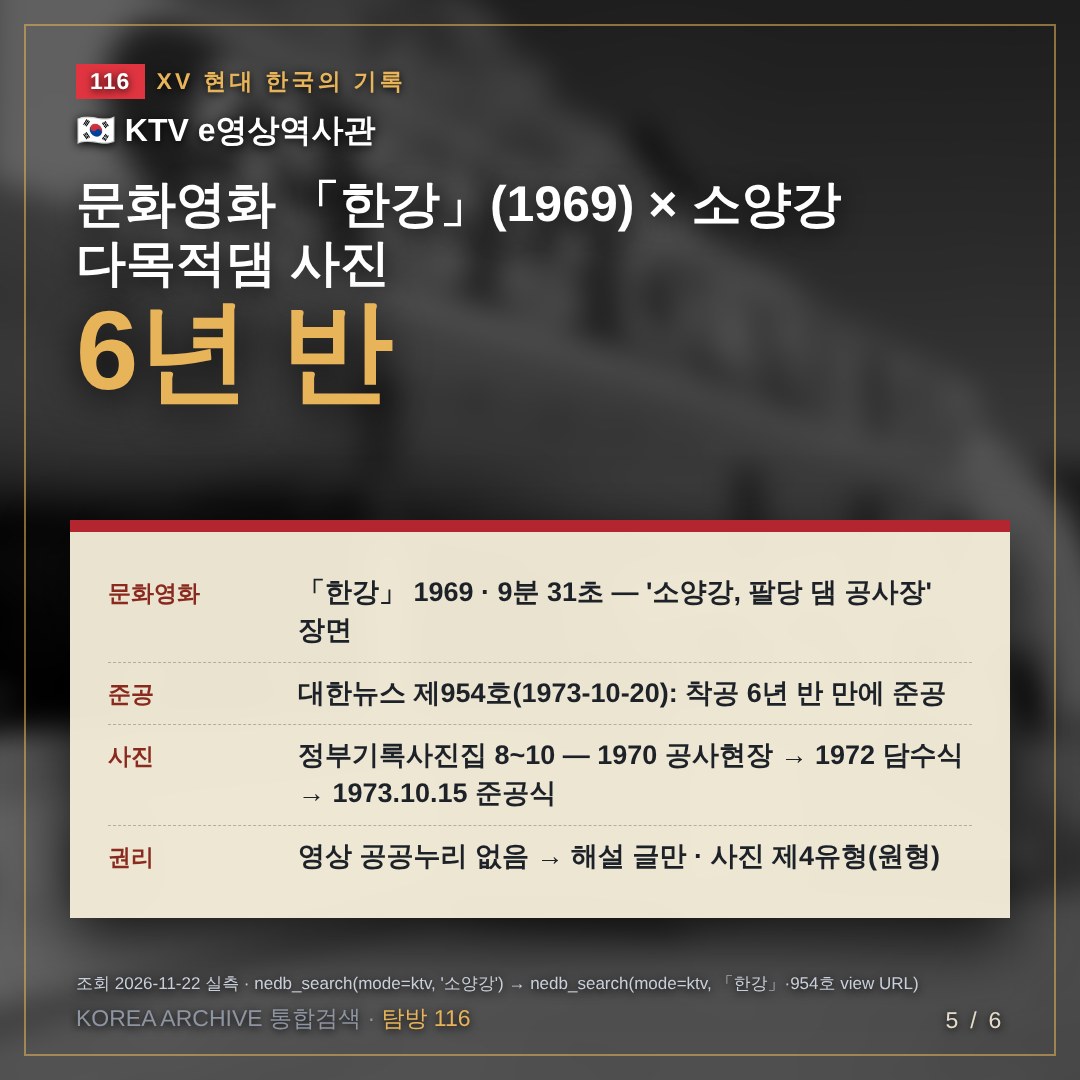 116 XV 현대 한국의 기록
🇰🇷 KTV e영상역사관
문화영화 「한강」(1969) × 소양강
다목적댐 사진
6년 반
문화영화 「한강」 1969 · 9분 31초 — '소양강, 팔당 댐 공사장'
장면
준공 대한뉴스 제954호(1973-10-20): 착공 6년 반 만에 준공
사진 정부기록사진집 8~10 — 1970 공사현장 → 1972 담수식
→ 1973.10.15 준공식
권리 영상 공공누리 없음 → 해설 글만 · 사진 제4유형(원형)
조회 2026-11-22 실측 · nedb_search(mode=ktv, '소양강') → nedb_search(mode=ktv, 「한강」·954호 view URL)
KOREA ARCHIVE 통합검색 · 탐방 116
5 / 6